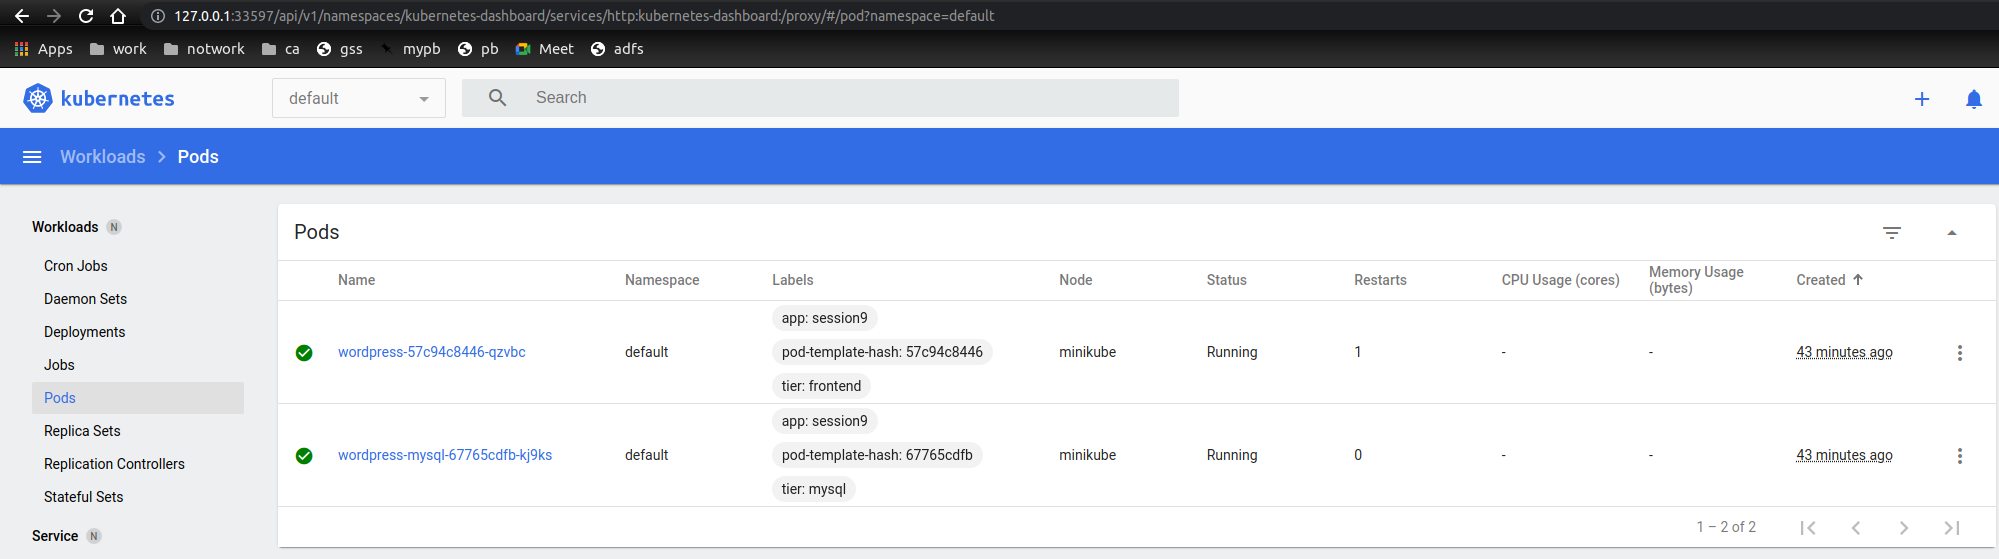 127.0.0.1:33597/api/v1/namespaces/kubernetes-dashboard/services/http:kubernetes-dashboard:/proxy/#/pod?namespace=default
Apps work notwork ca gss mypb pb Meet adfs
kubernetes default Search
Workloads Pods
Workloads N
Cron Jobs
Daemon Sets
Deployments
Jobs
Pods
Replica Sets
Replication Controllers
Stateful Sets
Service N
Pods
Name Namespace Labels Node Status Restarts CPU Usage (cores) Memory Usage (bytes) Created
app: session9
wordpress-57c94c8446-qzvbc default pod-template-hash: 57c94c8446 minikube Running 1 - - 43 minutes ago
tier: frontend
app: session9
wordpress-mysql-67765cdfb-kj9ks default pod-template-hash: 67765cdfb minikube Running 0 - - 43 minutes ago
tier: mysql
1 – 2 of 2